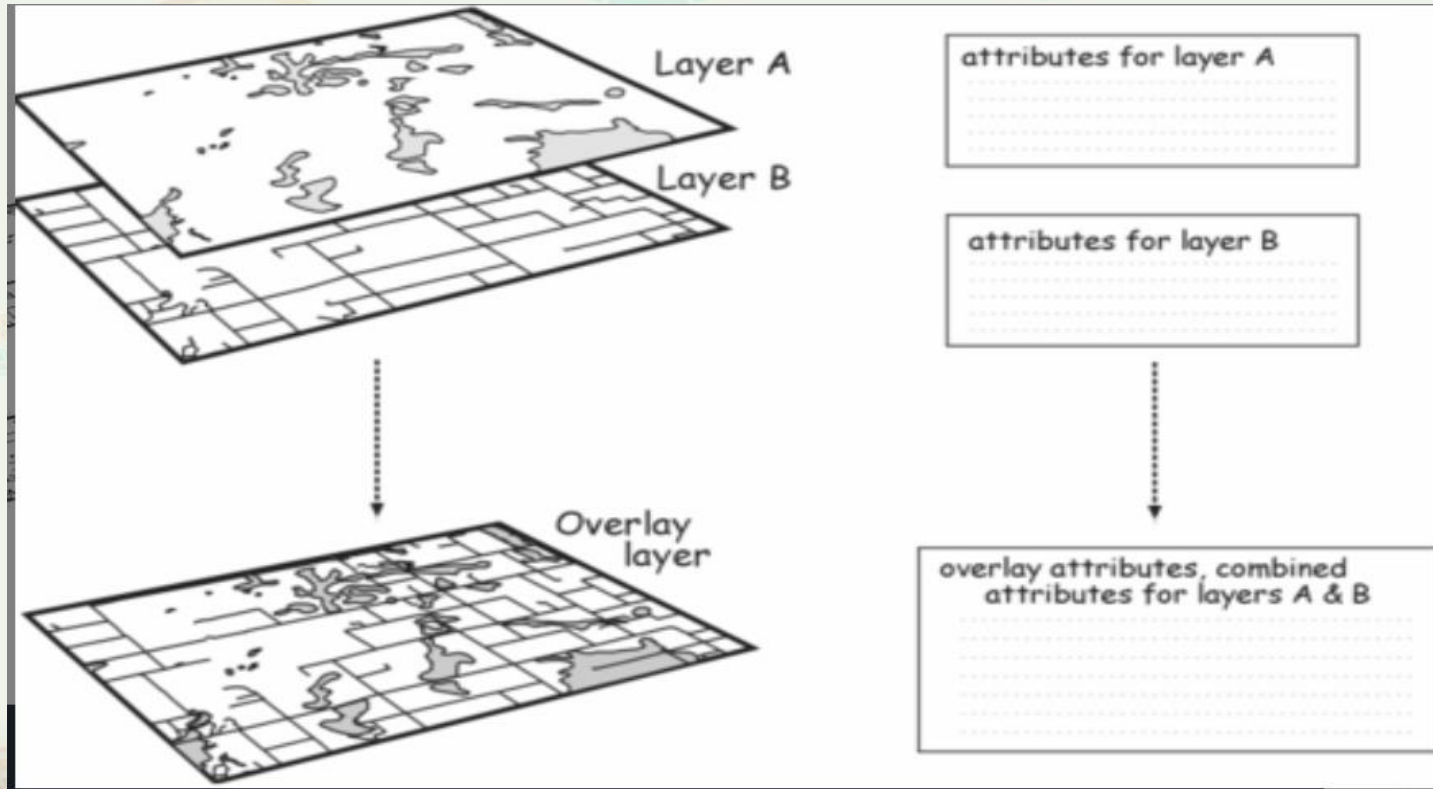 Layer A
attributes for layer A
Layer B
attributes for layer B
Overlay
layer
overlay attributes, combined
attributes for layers A & B